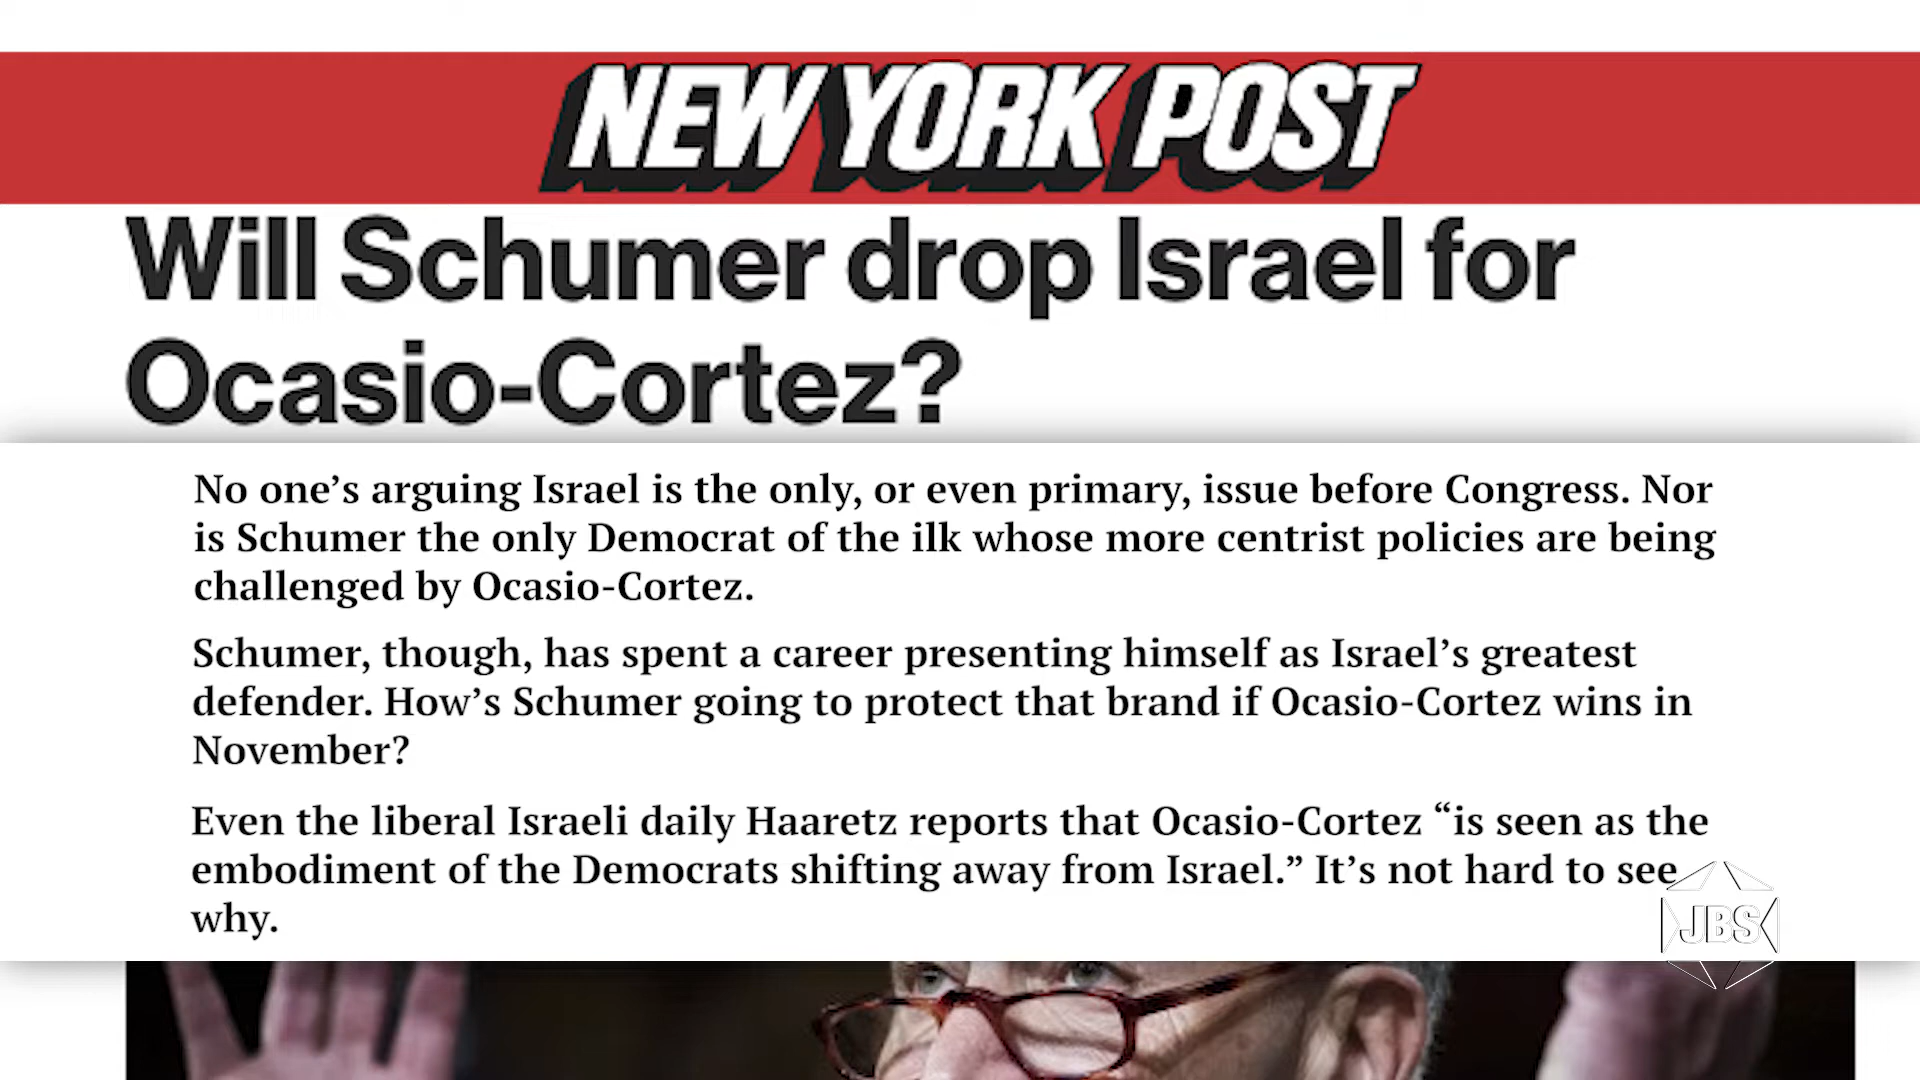 NEW YORK POST
Will Schumer drop Israel for
Ocasio-Cortez?
No one’s arguing Israel is the only, or even primary, issue before Congress. Nor
is Schumer the only Democrat of the ilk whose more centrist policies are being
challenged by Ocasio-Cortez.
Schumer, though, has spent a career presenting himself as Israel’s greatest
defender. How’s Schumer going to protect that brand if Ocasio-Cortez wins in
November?
Even the liberal Israeli daily Haaretz reports that Ocasio-Cortez “is seen as the
embodiment of the Democrats shifting away from Israel.” It’s not hard to see
why.
JBS